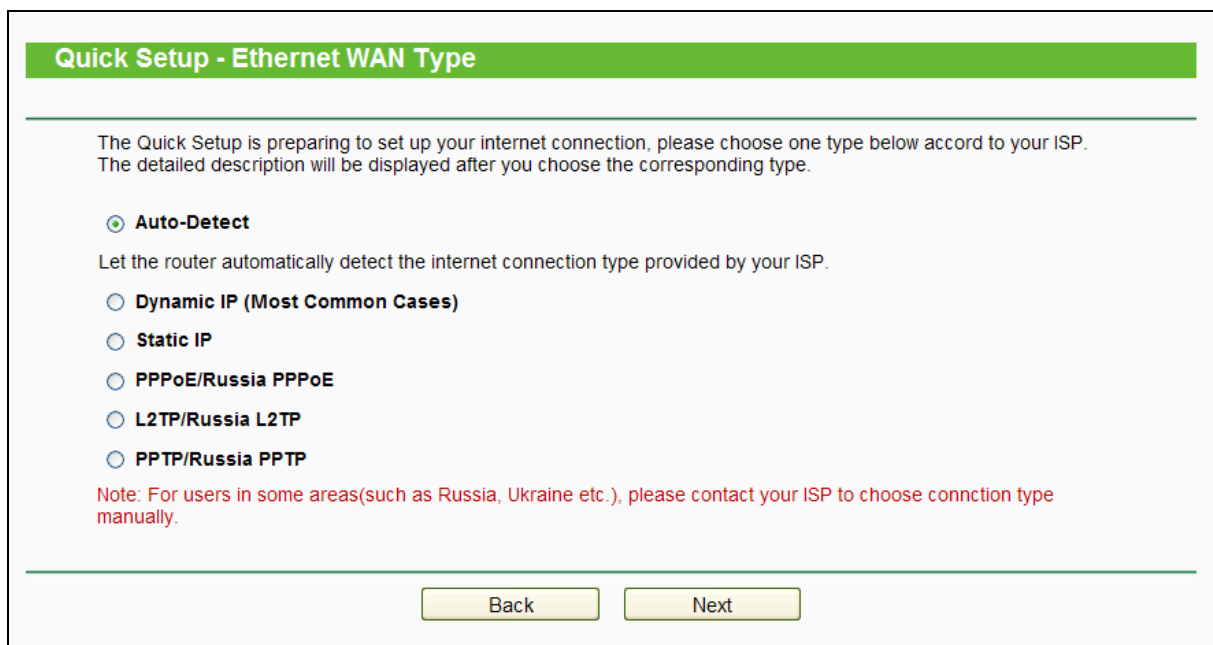 Quick Setup - Ethernet WAN Type
The Quick Setup is preparing to set up your internet connection, please choose one type below accord to your ISP.
The detailed description will be displayed after you choose the corresponding type.
Auto-Detect
Let the router automatically detect the internet connection type provided by your ISP.
Dynamic IP (Most Common Cases)
Static IP
PPPoE/Russia PPPoE
L2TP/Russia L2TP
PPTP/Russia PPTP
Note: For users in some areas(such as Russia, Ukraine etc.), please contact your ISP to choose connction type
manually.
Back Next